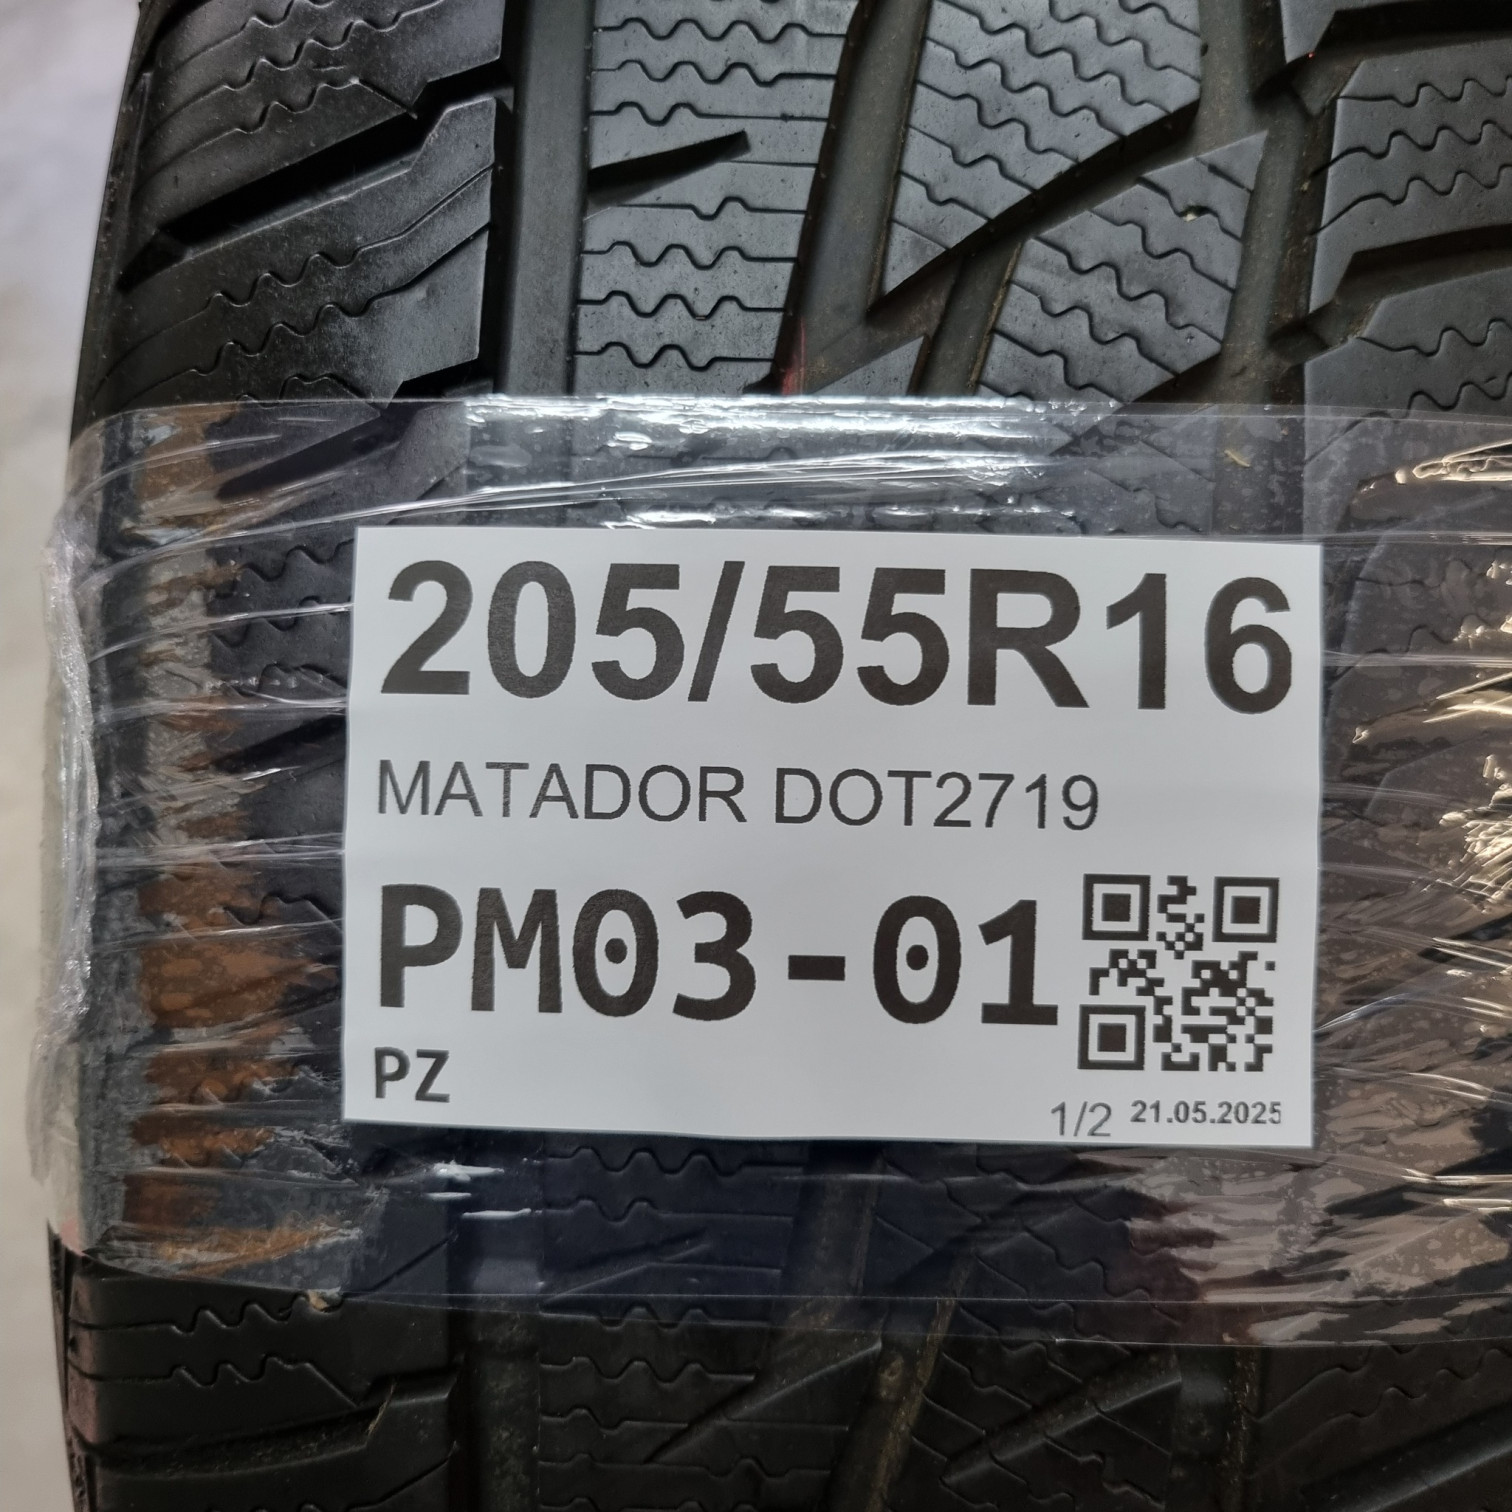 205/55R16
MATADOR DOT2719
PM03-01
PZ
1/2 21.05.2025